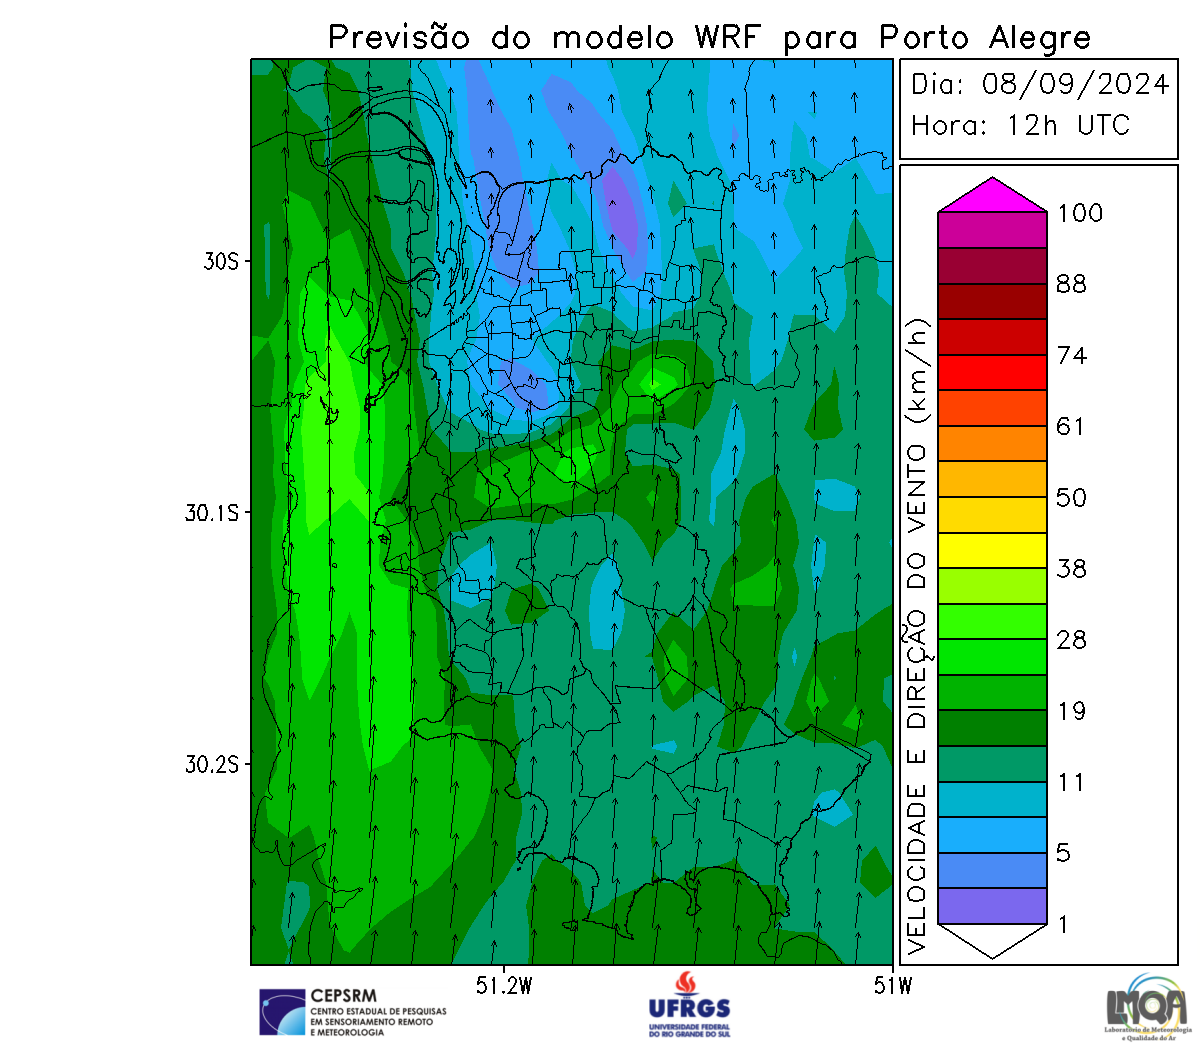 Previsão do modelo WRF para Porto Alegre
Dia: 08/09/2024
Hora: 12h UTC
30S
30.1S
30.2S
51.2W
51W
VELOCIDADE E DIREÇÃO DO VENTO (km/h)
100
88
74
61
50
38
28
19
11
5
1
CEPSRM
CENTRO ESTADUAL DE PESQUISAS
EM SENSORIAMENTO REMOTO
E METEOROLOGIA
UFRGS
UNIVERSIDADE FEDERAL
DO RIO GRANDE DO SUL
LMQA
Laboratório de Meteorologia
e Qualidade do Ar